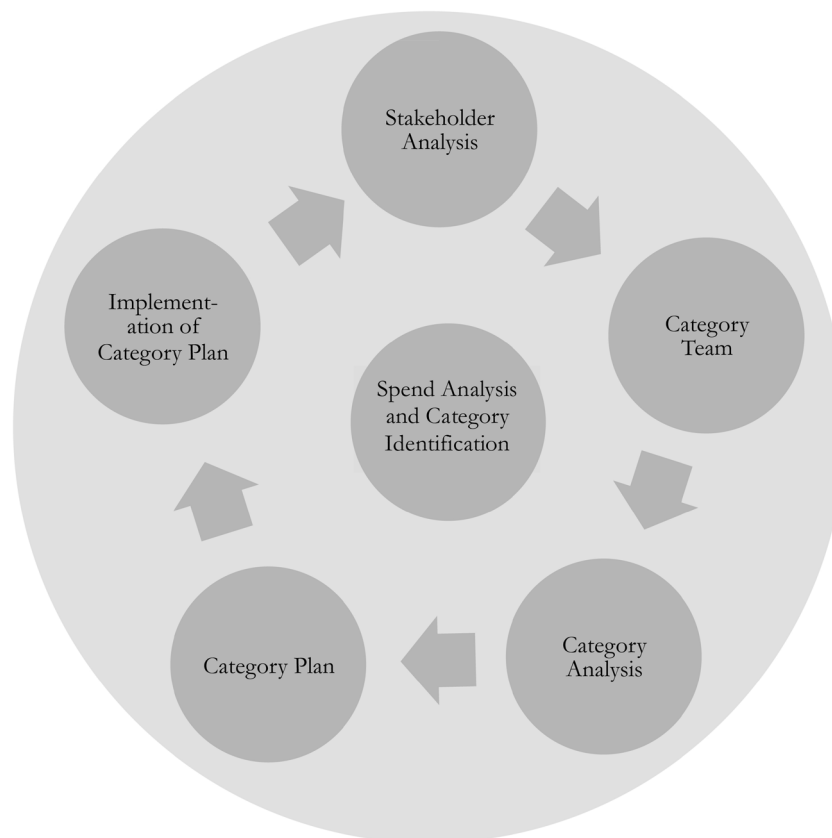 Stakeholder
Analysis
Category
Team
Category
Analysis
Category Plan
Implement-
ation of
Category Plan
Spend Analysis
and Category
Identification